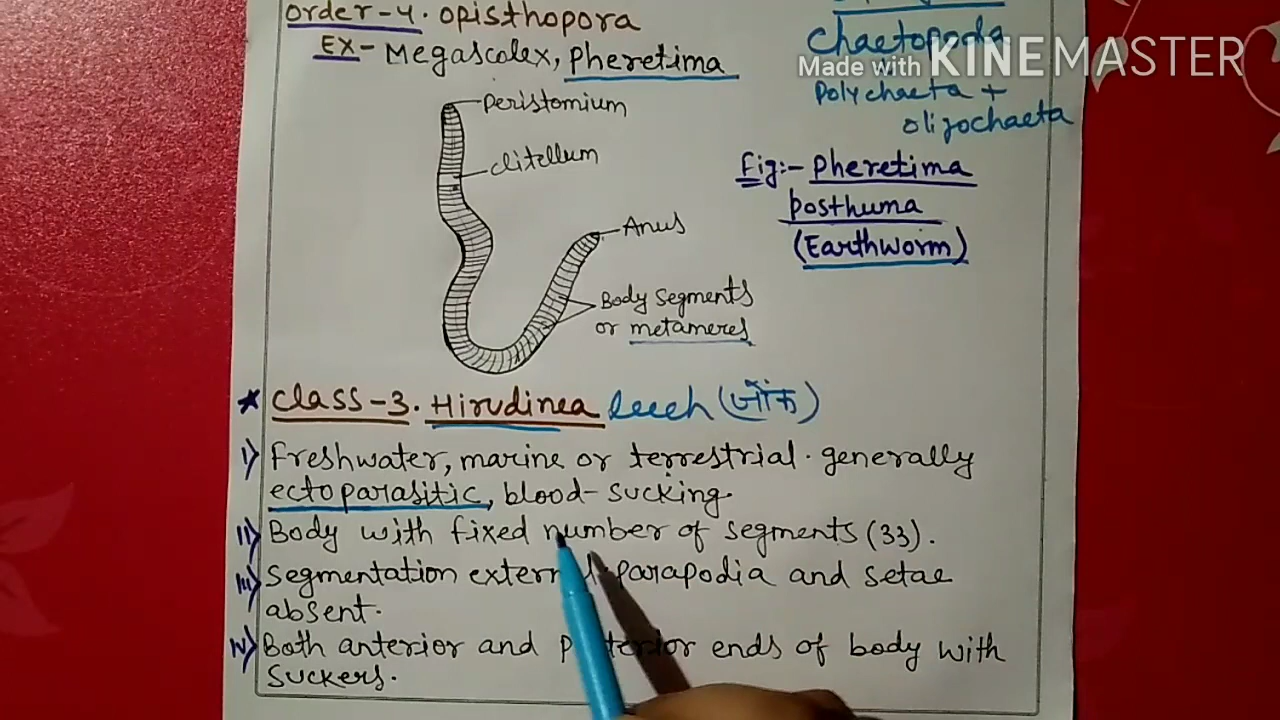 Order-4. Opisthopora
Ex- Megascolex, Pheretima
Peristomium
clitellum
Anus
Body segments
or metameres
Chaetopoda
Made with KINEMASTER
Polychaeta +
oligochaeta
Fig:- Pheretima
posthuma
(Earthworm)
* Class-3. Hirudinea leech (जोंक)
i) Freshwater, marine or terrestrial. generally
ectoparasitic, blood-sucking.
ii) Body with fixed number of segments (33).
iii) Segmentation parapodia and setae
absent.
iv) Both anterior and ends of body with
suckers.